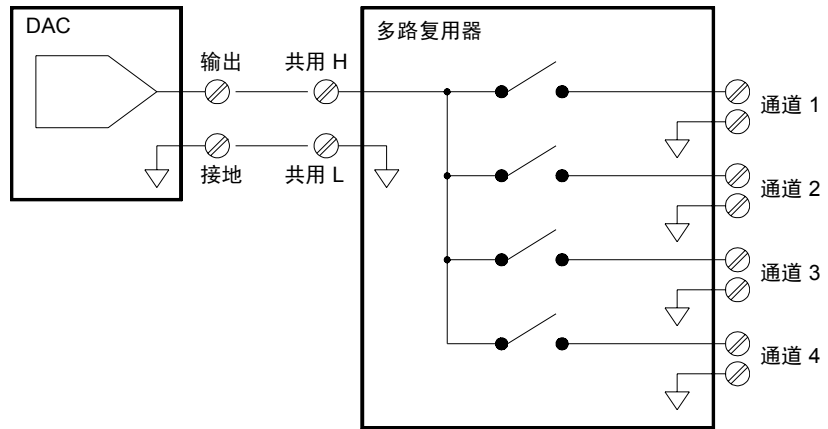 DAC
多路复用器
输出
共用 H
接地
共用 L
通道 1
通道 2
通道 3
通道 4